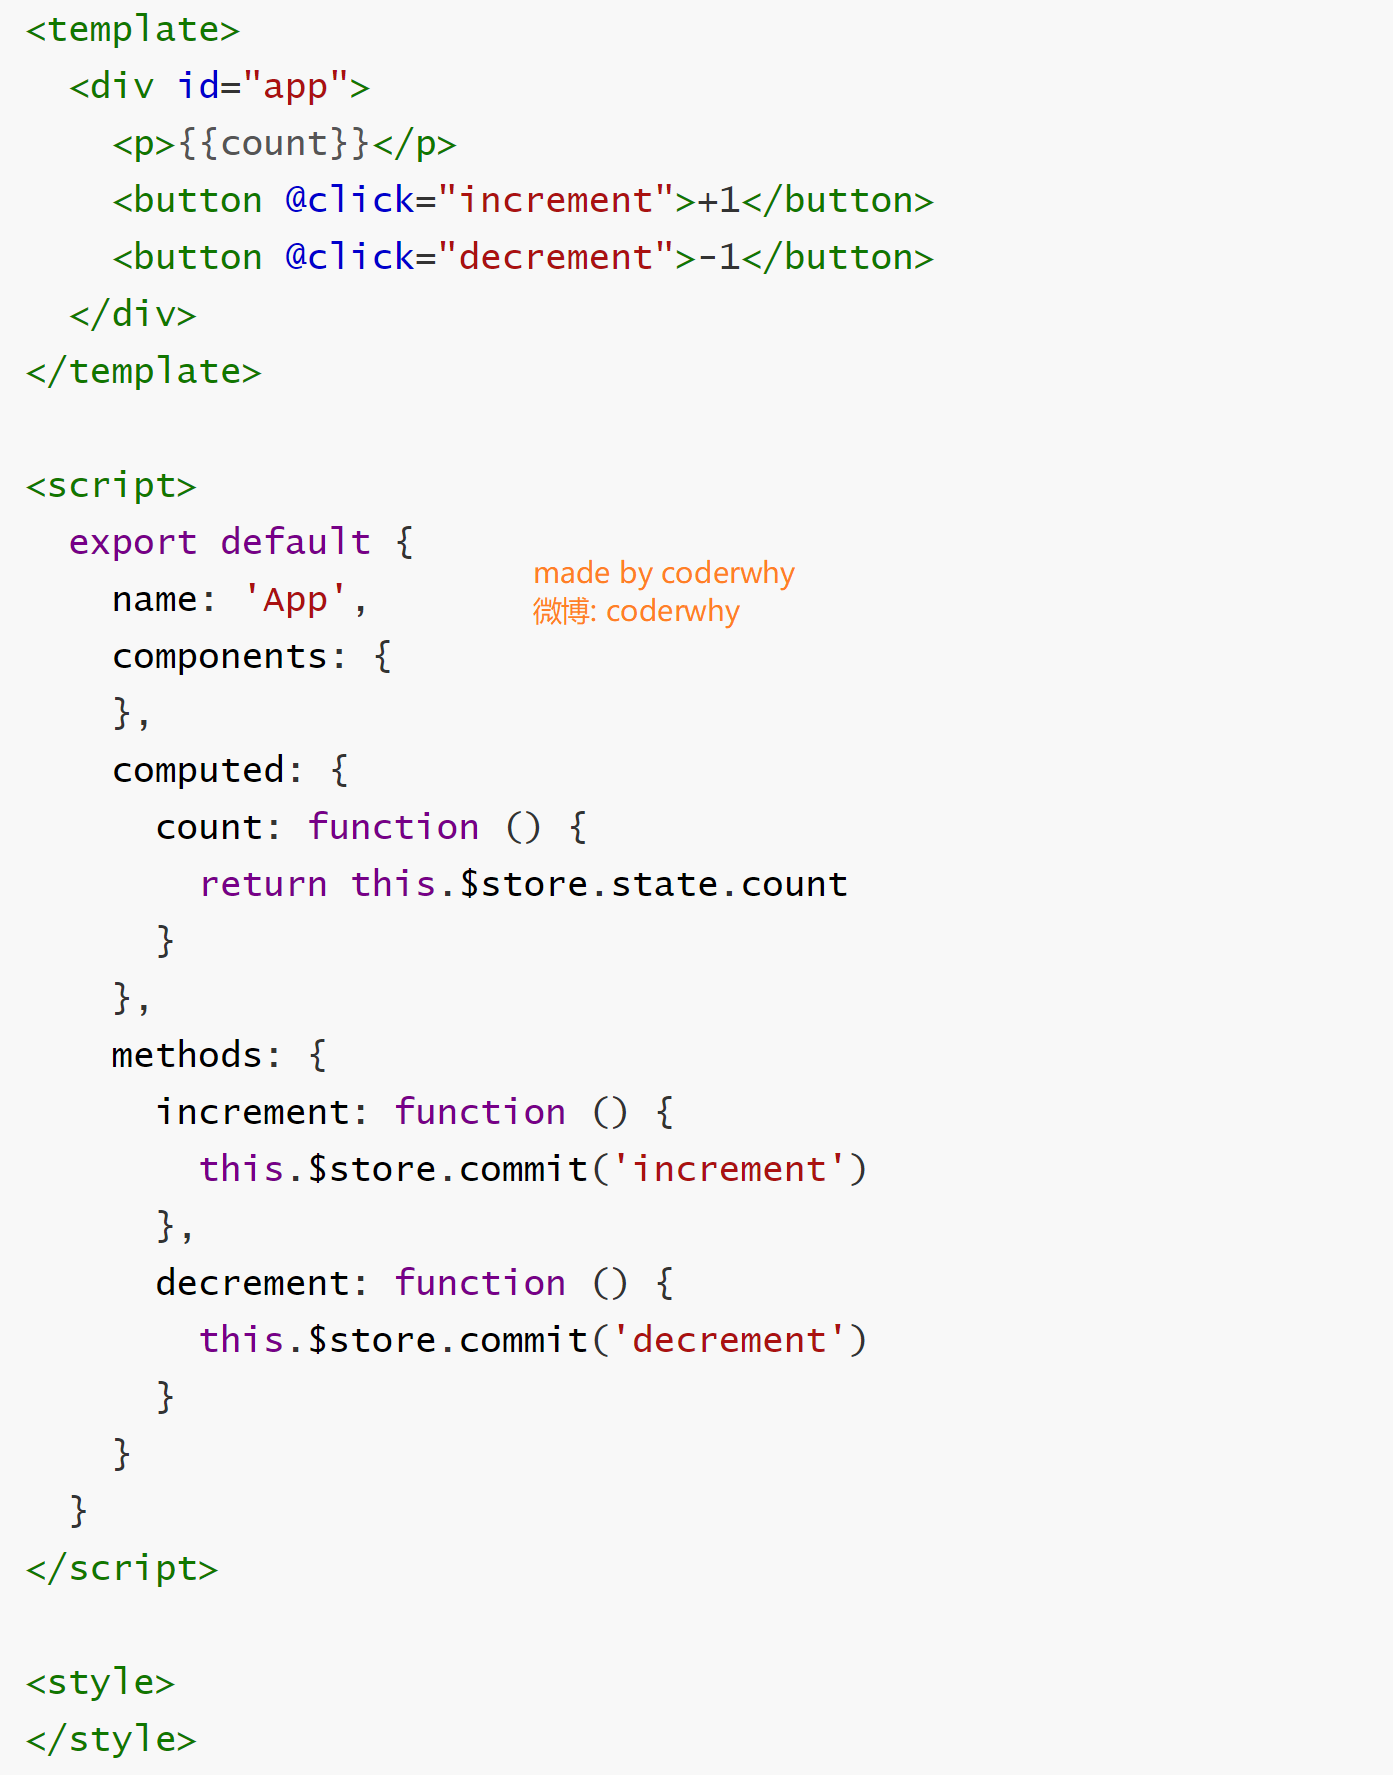 <template>
  <div id="app">
    <p>{{count}}</p>
    <button @click="increment">+1</button>
    <button @click="decrement">-1</button>
  </div>
</template>

<script>
  export default {
made by coderwhy
    name: 'App',
微博: coderwhy
    components: {
    },
    computed: {
      count: function () {
        return this.$store.state.count
      }
    },
    methods: {
      increment: function () {
        this.$store.commit('increment')
      },
      decrement: function () {
        this.$store.commit('decrement')
      }
    }
  }
</script>

<style>
</style>